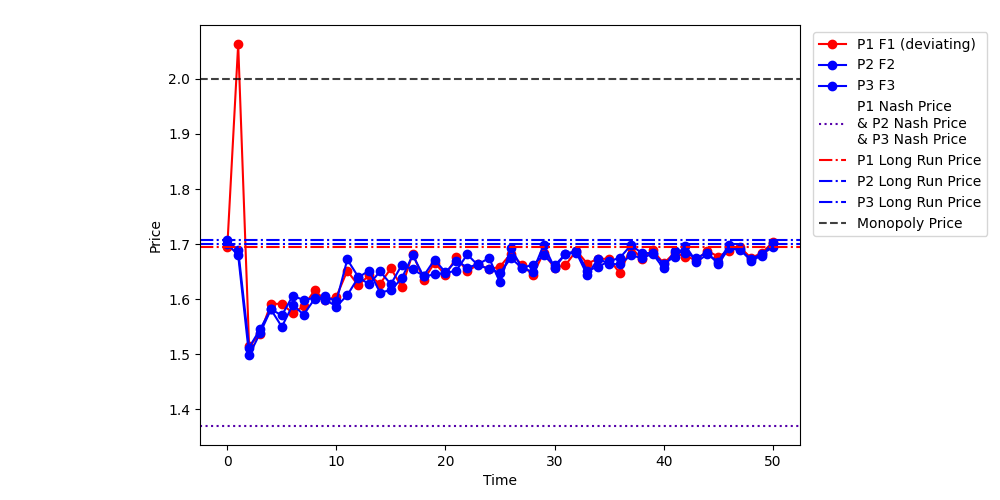 2.0
1.9
1.8
1.7
1.6
1.5
1.4
Price
0
10
20
30
40
50
Time
P1 F1 (deviating)
P2 F2
P3 F3
P1 Nash Price
& P2 Nash Price
& P3 Nash Price
P1 Long Run Price
P2 Long Run Price
P3 Long Run Price
Monopoly Price